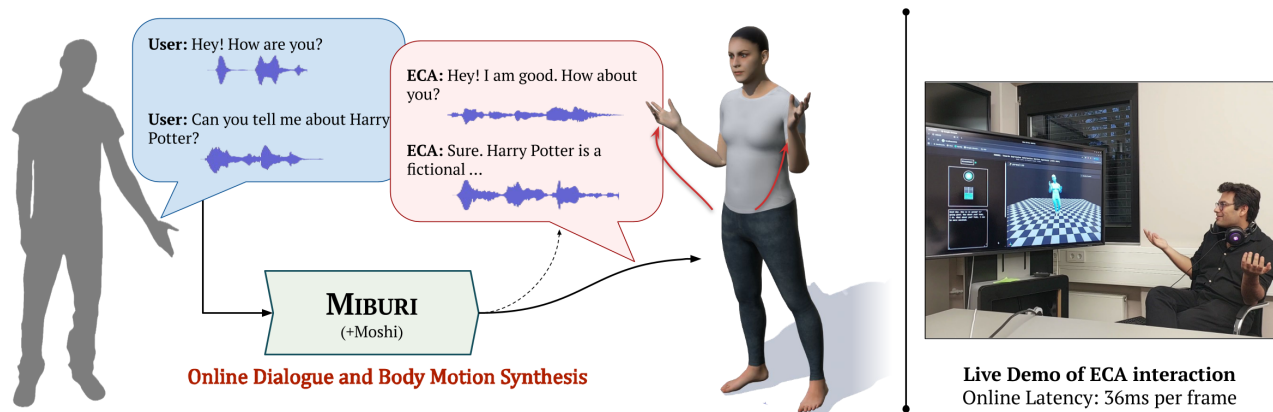 User: Hey! How are you?
User: Can you tell me about Harry
Potter?
ECA: Hey! I am good. How about
you?
ECA: Sure. Harry Potter is a
fictional ...
MIBURI
(+Moshi)
Online Dialogue and Body Motion Synthesis
Live Demo of ECA interaction
Online Latency: 36ms per frame